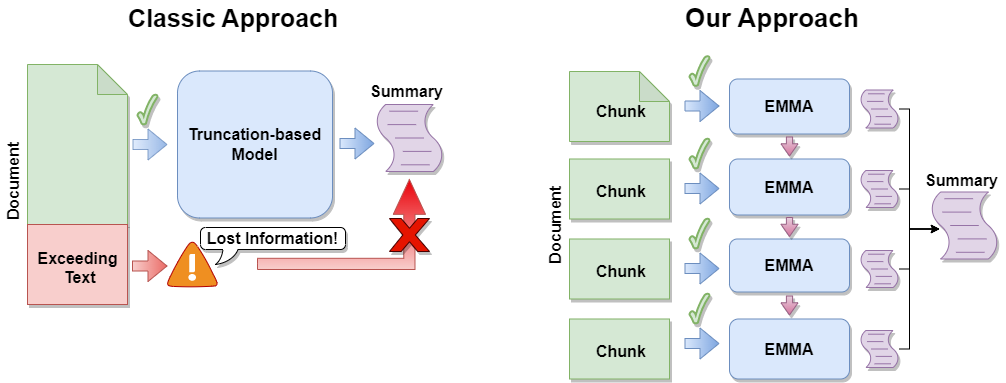 Classic Approach
Document
Truncation-based
Model
Summary
Exceeding
Text
Lost Information!
Our Approach
Document
Chunk
EMMA
Chunk
EMMA
Summary
Chunk
EMMA
Chunk
EMMA